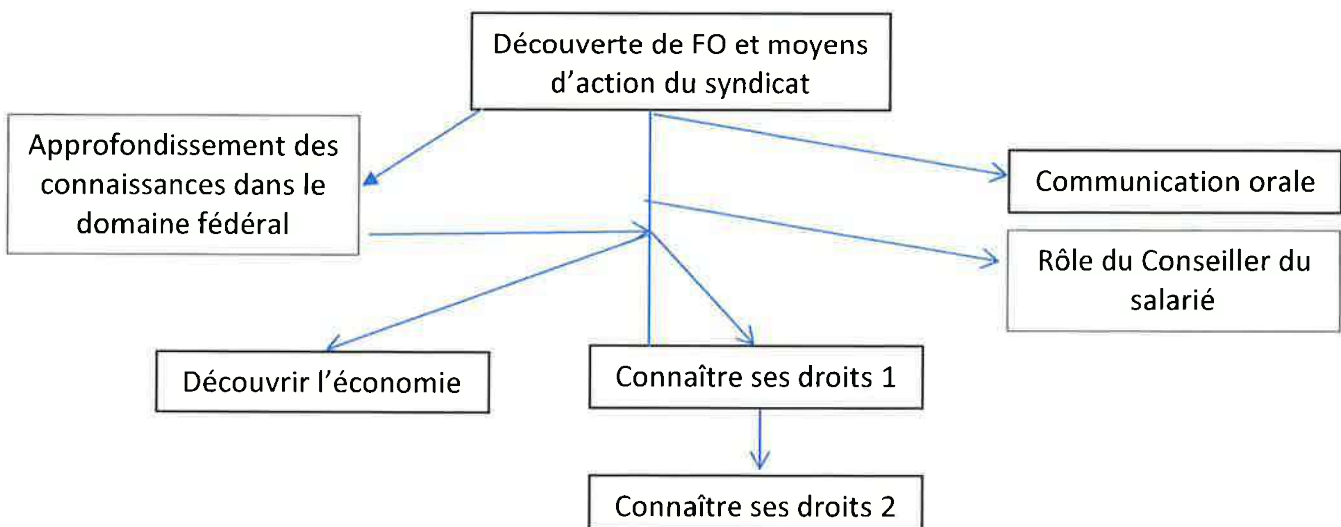 Découverte de FO et moyens
d'action du syndicat
Approfondissement des
connaissances dans le
domaine fédéral
Communication orale
Rôle du Conseiller du
salarié
Découvrir l'économie
Connaître ses droits 1
Connaître ses droits 2